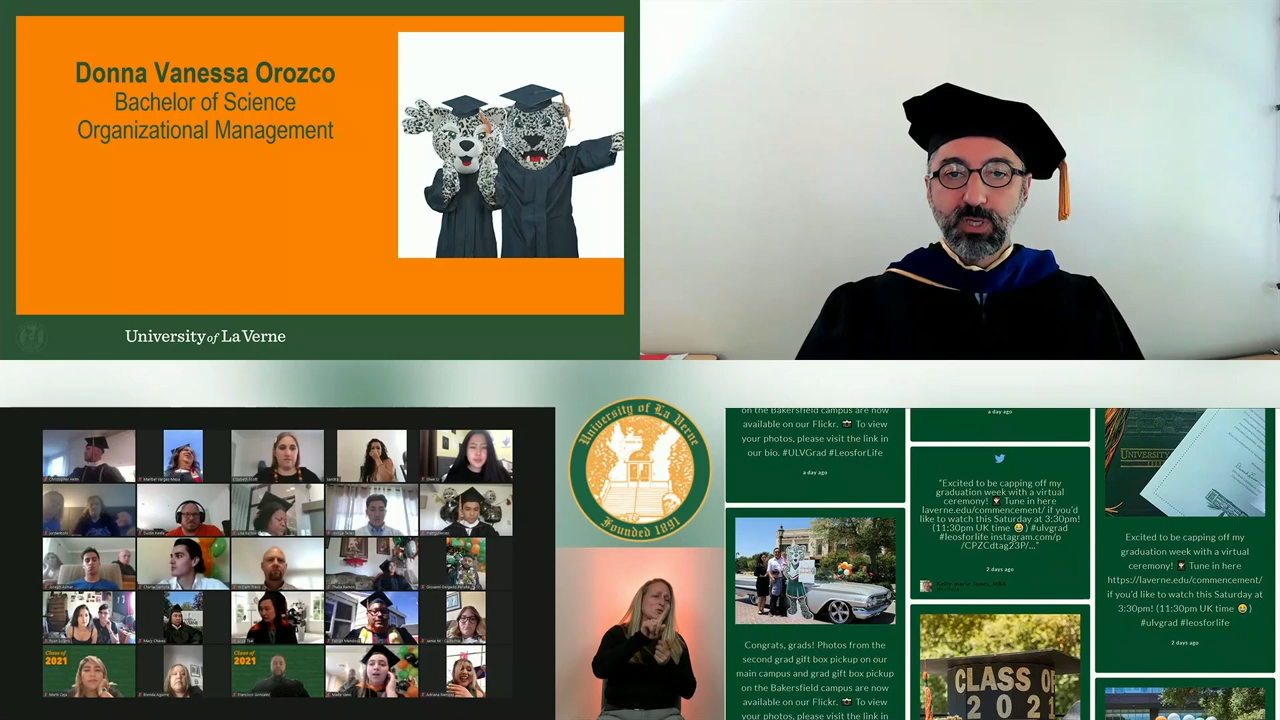 Donna Vanessa Orozco
Bachelor of Science
Organizational Management
University of La Verne
University of La Verne
Founded 1891
Class of
2021
Class of
2021
on the Bakersfield campus are now
available on our Flickr. To view
your photos, please visit the link in
our bio. #ULVGrad #LeosforLife
a day ago
Congrats, grads! Photos from the
second grad gift box pickup on our
main campus and grad gift box pickup
on the Bakersfield campus are now
available on our Flickr. To view
your photos, please visit the link in
a day ago
"Excited to be capping off my
graduation week with a virtual
ceremony! Tune in here
laverne.edu/commencement/ if you'd
like to watch this Saturday at 3:30pm!
(11:30pm UK time 😅) #ulvgrad
#leosforlife instagram.com/p
/CPZCdtag23P/..."
2 days ago
CLASS OF
2021
UNIVERSITY
Excited to be capping off my
graduation week with a virtual
ceremony! Tune in here
https://laverne.edu/commencement/
if you'd like to watch this Saturday at
3:30pm! (11:30pm UK time 😅)
#ulvgrad #leosforlife
2 days ago